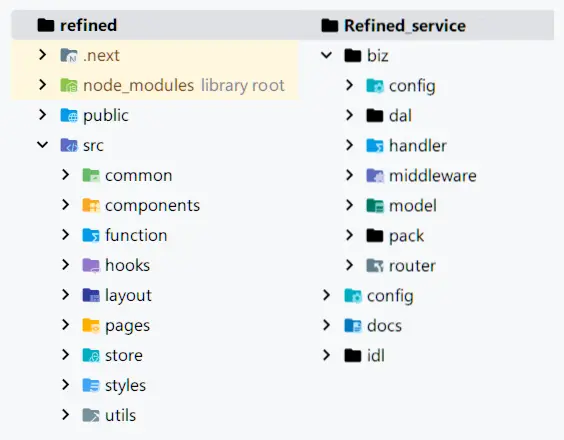 refined
.next
node_modules library root
public
src
common
components
function
hooks
layout
pages
store
styles
utils
Refined_service
biz
config
dal
handler
middleware
model
pack
router
config
docs
idl